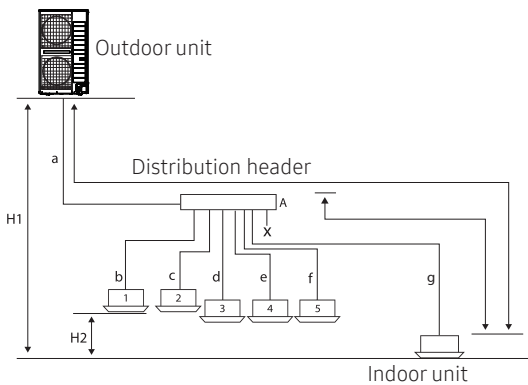 Outdoor unit
a
Distribution header
A
H1
X
b
c
d
e
f
g
1
2
3
4
5
H2
Indoor unit